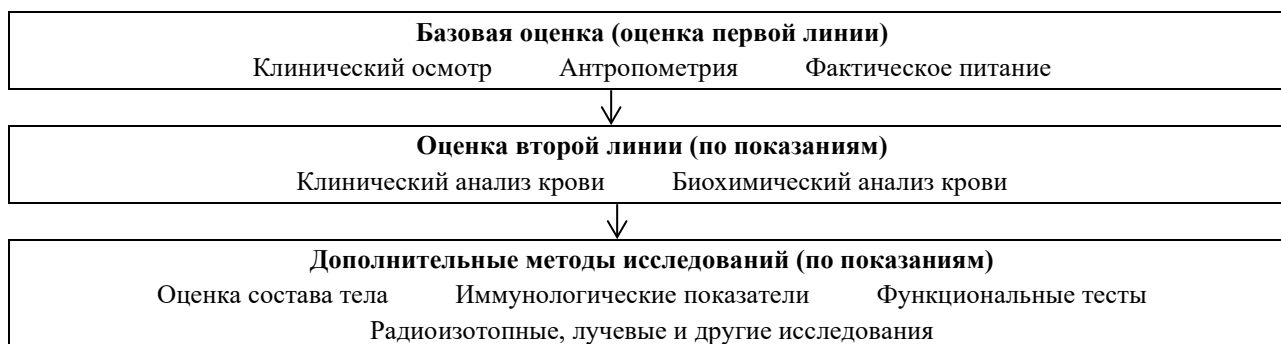 Базовая оценка (оценка первой линии)
Клинический осмотр Антропометрия Фактическое питание
Оценка второй линии (по показаниям)
Клинический анализ крови Биохимический анализ крови
Дополнительные методы исследований (по показаниям)
Оценка состава тела Иммунологические показатели Функциональные тесты
Радиоизотопные, лучевые и другие исследования